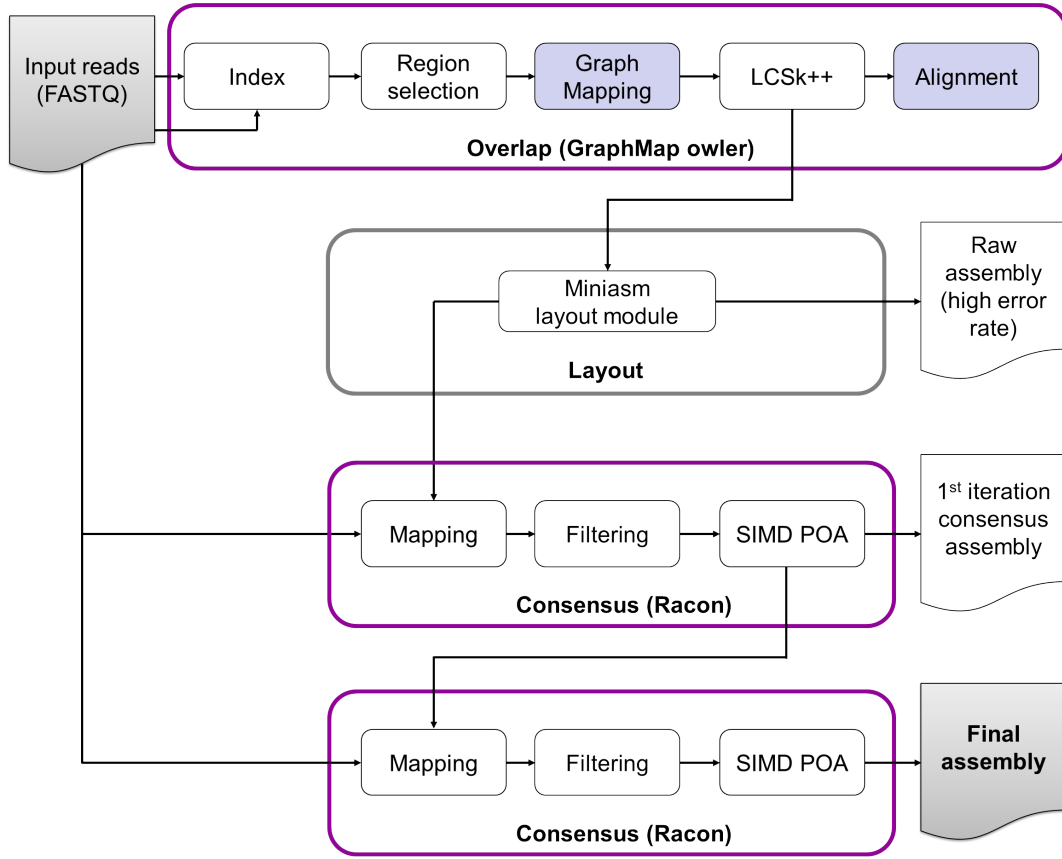 Input reads
(FASTQ)
Index
Region
selection
Graph
Mapping
LCSk++
Alignment
Overlap (GraphMap owler)
Miniasm
layout module
Layout
Raw
assembly
(high error
rate)
Mapping
Filtering
SIMD POA
Consensus (Racon)
1st iteration
consensus
assembly
Mapping
Filtering
SIMD POA
Consensus (Racon)
Final
assembly